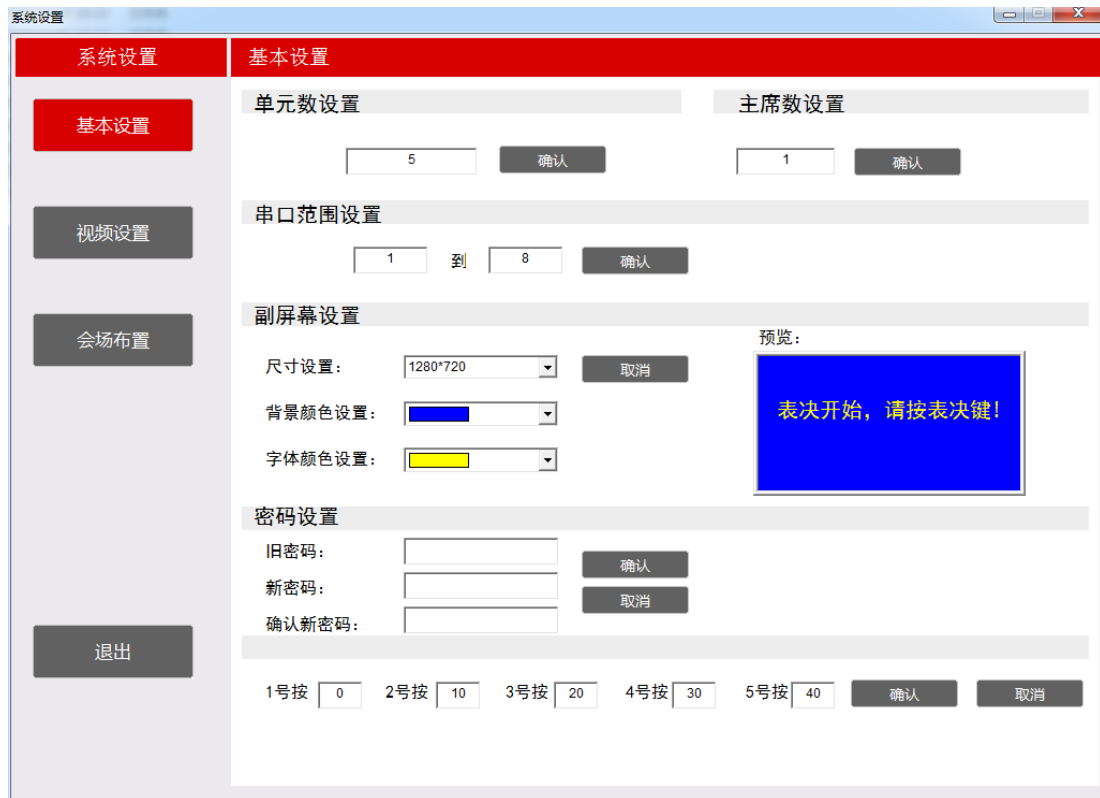 系统设置
系统设置
基本设置
基本设置
视频设置
会场布置
退出
单元数设置
主席数设置
5 确认
1 确认
串口范围设置
1 到 8 确认
副屏幕设置
预览：
尺寸设置： 1280*720 取消
背景颜色设置：
字体颜色设置：
表决开始，请按表决键！
密码设置
旧密码：
确认
新密码：
取消
确认新密码：
1号按 0 2号按 10 3号按 20 4号按 30 5号按 40 确认 取消